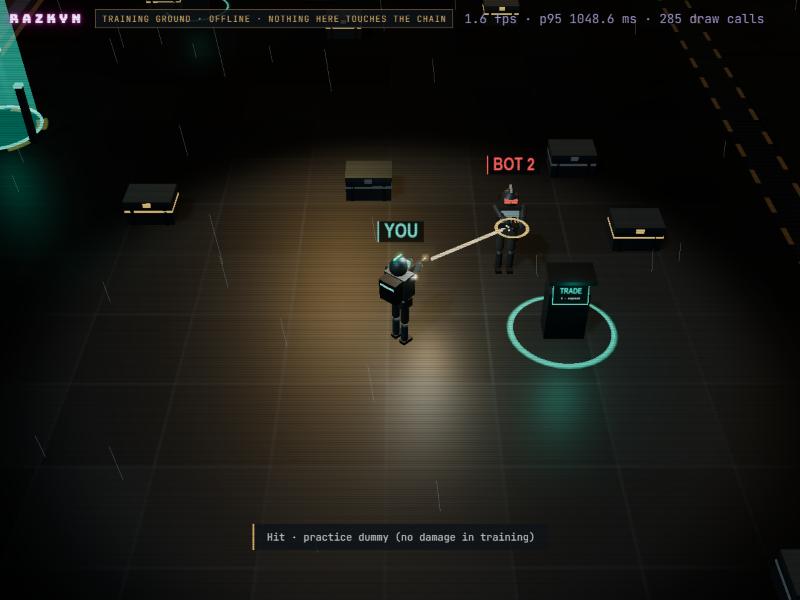 RAZKYN
TRAINING GROUND · OFFLINE · NOTHING HERE TOUCHES THE CHAIN
1.6 fps · p95 1048.6 ms · 285 draw calls
BOT 2
YOU
TRADE
Hit · practice dummy (no damage in training)